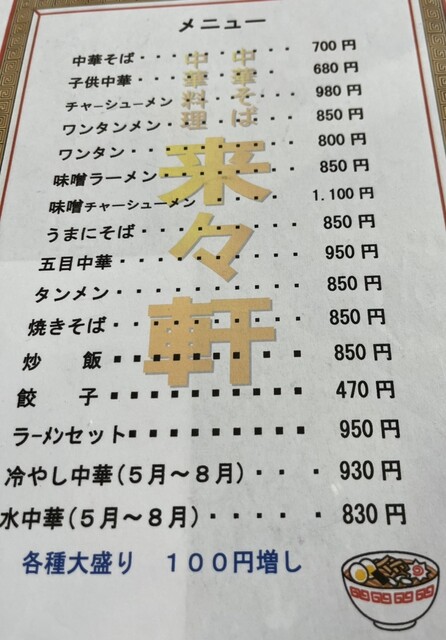 メニュー
中華そば・・・・・・・・・700円
子供中華・・・・・・・・・680円
チャーシューメン・・・・・・・980円
ワンタンメン・・・・・・・・850円
ワンタン・・・・・・・・・800円
味噌ラーメン・・・・・・・・850円
味噌チャーシューメン・・・・・1.100円
うまにそば・・・・・・・・850円
五目中華・・・・・・・・・950円
タンメン・・・・・・・・・850円
焼きそば・・・・・・・・・850円
炒　飯・・・・・・・・・850円
餃　子・・・・・・・・・470円
ラーメンセット・・・・・・・・・950円
冷やし中華(５月～８月)・・・930円
水中華(５月～８月)・・・・・830円
各種大盛り　１００円増し
中華そば
中華料理
来々軒